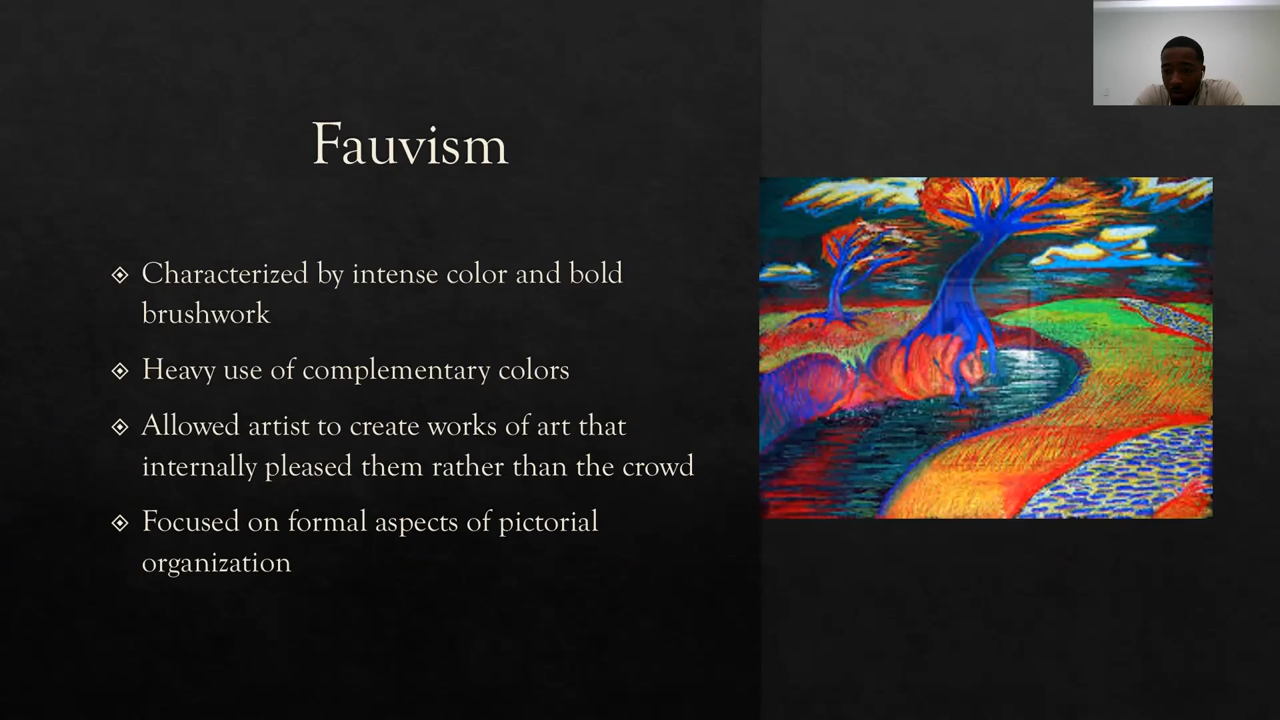 Fauvism
Characterized by intense color and bold
brushwork
Heavy use of complementary colors
Allowed artist to create works of art that
internally pleased them rather than the crowd
Focused on formal aspects of pictorial
organization